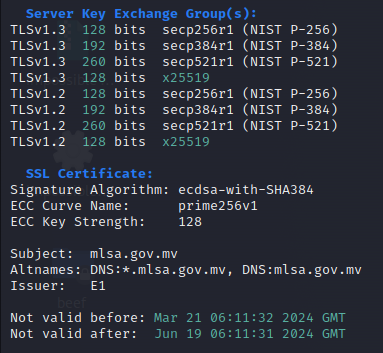 Server Key Exchange Group(s):
TLSv1.3 128 bits secp256r1 (NIST P-256)
TLSv1.3 192 bits secp384r1 (NIST P-384)
TLSv1.3 260 bits secp521r1 (NIST P-521)
TLSv1.3 128 bits x25519
TLSv1.2 128 bits secp256r1 (NIST P-256)
TLSv1.2 192 bits secp384r1 (NIST P-384)
TLSv1.2 260 bits secp521r1 (NIST P-521)
TLSv1.2 128 bits x25519
SSL Certificate:
Signature Algorithm: ecdsa-with-SHA384
ECC Curve Name: prime256v1
ECC Key Strength: 128
Subject: mlsa.gov.mv
Altnames: DNS:*.mlsa.gov.mv, DNS:mlsa.gov.mv
Issuer: E1
Not valid before: Mar 21 06:11:32 2024 GMT
Not valid after: Jun 19 06:11:31 2024 GMT